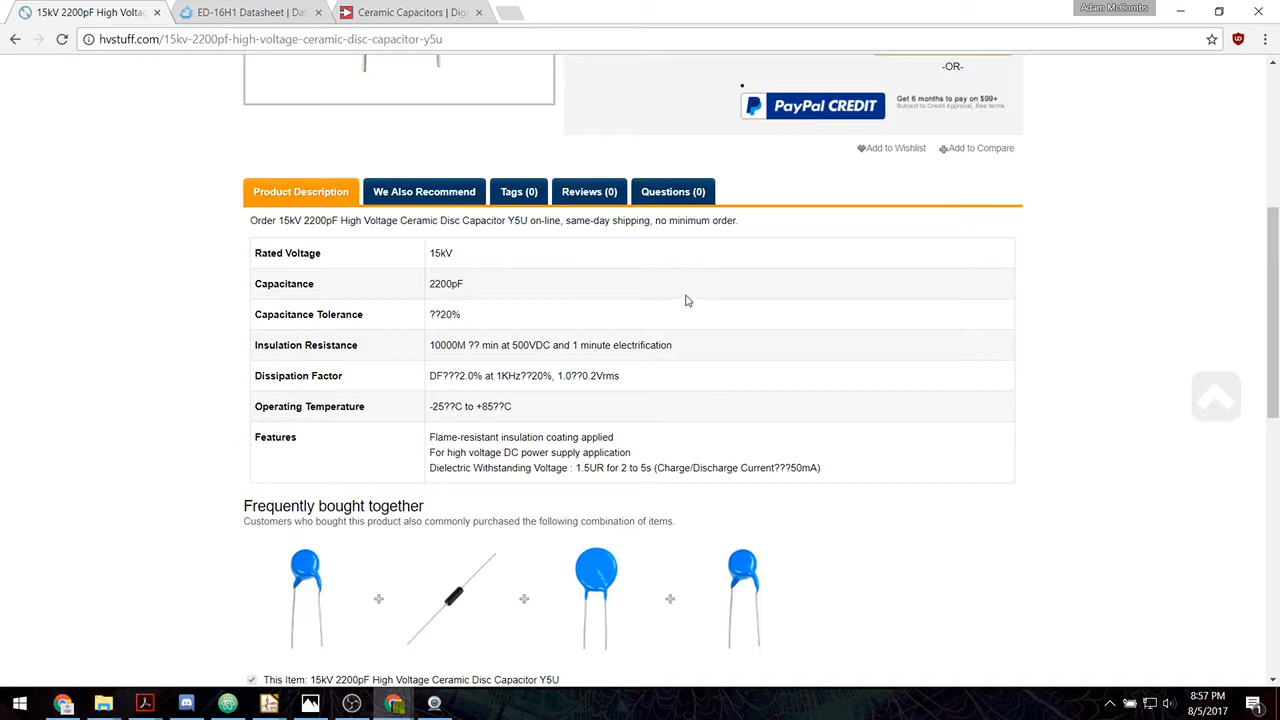 Adam McCombs
15kV 2200pF High Volta
ED-16H1 Datasheet | Da
Ceramic Capacitors | Dig
hvstuff.com/15kv-2200pf-high-voltage-ceramic-disc-capacitor-y5u
-OR-
PayPal CREDIT
Get 6 months to pay on $99+
Subject to Credit Approval. See terms
Add to Wishlist
Add to Compare
Product Description
We Also Recommend
Tags (0)
Reviews (0)
Questions (0)
Order 15kV 2200pF High Voltage Ceramic Disc Capacitor Y5U on-line, same-day shipping, no minimum order.
Rated Voltage 15kV
Capacitance 2200pF
Capacitance Tolerance ??20%
Insulation Resistance 10000M ?? min at 500VDC and 1 minute electrification
Dissipation Factor DF???2.0% at 1KHz??20%, 1.0??0.2Vrms
Operating Temperature -25??C to +85??C
Features Flame-resistant insulation coating applied
For high voltage DC power supply application
Dielectric Withstanding Voltage : 1.5UR for 2 to 5s (Charge/Discharge Current???50mA)
Frequently bought together
Customers who bought this product also commonly purchased the following combination of items.
This Item: 15kV 2200pF High Voltage Ceramic Disc Capacitor Y5U
8:57 PM
8/5/2017